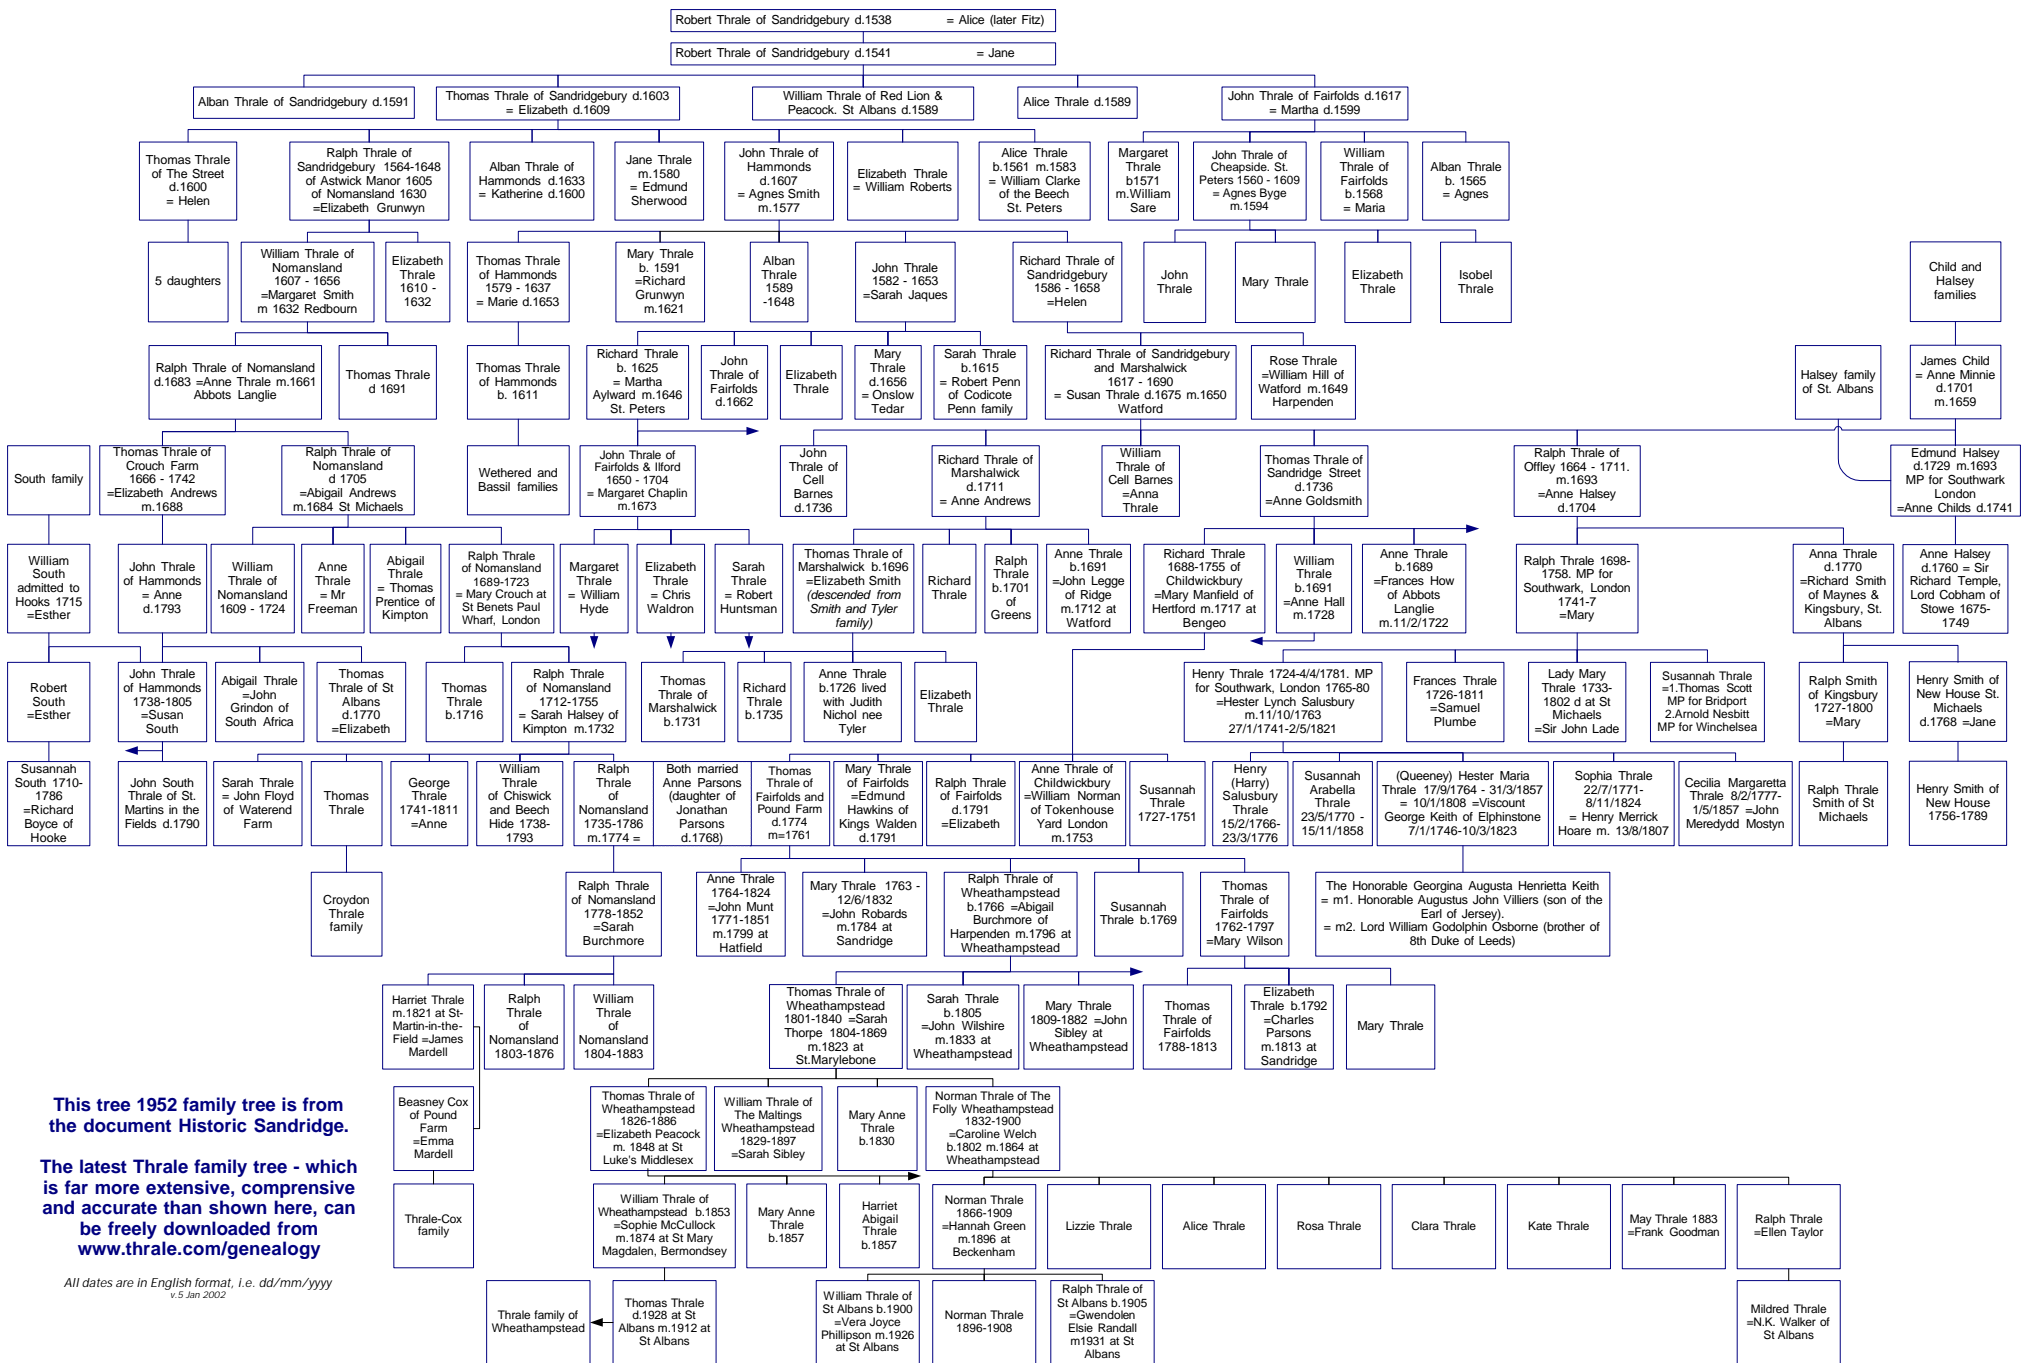 Robert Thrale of Sandridgebury d.1538 = Alice (later Fitz)
Robert Thrale of Sandridgebury d.1541 = Jane
Alban Thrale of Sandridgebury d.1591
Thomas Thrale of Sandridgebury d.1603
= Elizabeth d.1609
William Thrale of Red Lion &
Peacock. St Albans d.1589
Alice Thrale d.1589
John Thrale of Fairfolds d.1617
= Martha d.1599
Thomas Thrale
of The Street
d.1600
= Helen
Ralph Thrale of
Sandridgebury 1564-1648
of Astwick Manor 1605
of Nomansland 1630
=Elizabeth Grunwyn
Alban Thrale of
Hammonds d.1633
= Katherine d.1600
Jane Thrale
m.1580
= Edmund
Sherwood
John Thrale of
Hammonds
d.1607
= Agnes Smith
m.1577
Elizabeth Thrale
= William Roberts
Alice Thrale
b.1561 m.1583
= William Clarke
of the Beech
St. Peters
Margaret
Thrale
b1571
m.William
Sare
John Thrale of
Cheapside. St.
Peters 1560 - 1609
= Agnes Byge
m.1594
William
Thrale of
Fairfolds
b.1568
= Maria
Alban Thrale
b. 1565
= Agnes
5 daughters
William Thrale of
Nomansland
1607 - 1656
=Margaret Smith
m 1632 Redbourn
Elizabeth
Thrale
1610 -
1632
Thomas Thrale
of Hammonds
1579 - 1637
= Marie d.1653
Mary Thrale
b. 1591
=Richard
Grunwyn
m.1621
Alban
Thrale
1589
-1648
John Thrale
1582 - 1653
=Sarah Jaques
Richard Thrale of
Sandridgebury
1586 - 1658
=Helen
John
Thrale
Mary Thrale
Elizabeth
Thrale
Isobel
Thrale
Child and
Halsey
families
Ralph Thrale of Nomansland
d.1683 =Anne Thrale m.1661
Abbots Langlie
Thomas Thrale
d 1691
Thomas Thrale
of Hammonds
b. 1611
Richard Thrale
b. 1625
= Martha
Aylward m.1646
St. Peters
John
Thrale of
Fairfolds
d.1662
Elizabeth
Thrale
Mary
Thrale
d.1656
= Onslow
Tedar
Sarah Thrale
b.1615
= Robert Penn
of Codicote
Penn family
Richard Thrale of Sandridgebury
and Marshalwick
1617 - 1690
= Susan Thrale d.1675 m.1650
Watford
Rose Thrale
=William Hill of
Watford m.1649
Harpenden
Halsey family
of St. Albans
James Child
= Anne Minnie
d.1701
m.1659
South family
Thomas Thrale of
Crouch Farm
1666 - 1742
=Elizabeth Andrews
m.1688
Ralph Thrale of
Nomansland
d 1705
=Abigail Andrews
m.1684 St Michaels
Wethered and
Bassil families
John Thrale of
Fairfolds & Ilford
1650 - 1704
= Margaret Chaplin
m.1673
John
Thrale of
Cell
Barnes
d.1736
Richard Thrale of
Marshalwick
d.1711
= Anne Andrews
William
Thrale of
Cell Barnes
=Anna
Thrale
Thomas Thrale of
Sandridge Street
d.1736
=Anne Goldsmith
Ralph Thrale of
Offley 1664 - 1711.
m.1693
=Anne Halsey
d.1704
Edmund Halsey
d.1729 m.1693
MP for Southwark
London
=Anne Childs d.1741
William
South
admitted to
Hooks 1715
=Esther
John Thrale
of Hammonds
= Anne
d.1793
William
Thrale of
Nomansland
1609 - 1724
Anne
Thrale
= Mr
Freeman
Abigail
Thrale
= Thomas
Prentice of
Kimpton
Ralph Thrale
of Nomansland
1689-1723
= Mary Crouch at
St Benets Paul
Wharf, London
Margaret
Thrale
= William
Hyde
Elizabeth
Thrale
= Chris
Waldron
Sarah
Thrale
= Robert
Huntsman
Thomas Thrale of
Marshalwick b.1696
=Elizabeth Smith
(descended from
Smith and Tyler
family)
Richard
Thrale
Ralph
Thrale
b.1701
of
Greens
Anne Thrale
b.1691
=John Legge
of Ridge
m.1712 at
Watford
Richard Thrale
1688-1755 of
Childwickbury
=Mary Manfield of
Hertford m.1717 at
Bengeo
William
Thrale
b.1691
=Anne Hall
m.1728
Anne Thrale
b.1689
=Frances How
of Abbots
Langlie
m.11/2/1722
Ralph Thrale 1698-
1758. MP for
Southwark, London
1741-7
=Mary
Anna Thrale
d.1770
=Richard Smith
of Maynes &
Kingsbury, St.
Albans
Anne Halsey
d.1760 = Sir
Richard Temple,
Lord Cobham of
Stowe 1675-
1749
Robert
South
=Esther
John Thrale
of Hammonds
1738-1805
=Susan
South
Abigail Thrale
=John
Grindon of
South Africa
Thomas
Thrale of St
Albans
d.1770
=Elizabeth
Thomas
Thrale
b.1716
Ralph Thrale
of Nomansland
1712-1755
= Sarah Halsey of
Kimpton m.1732
Thomas
Thrale of
Marshalwick
b.1731
Richard
Thrale
b.1735
Anne Thrale
b.1726 lived
with Judith
Nichol nee
Tyler
Elizabeth
Thrale
Henry Thrale 1724-4/4/1781. MP
for Southwark, London 1765-80
=Hester Lynch Salusbury
m.11/10/1763
27/1/1741-2/5/1821
Frances Thrale
1726-1811
=Samuel
Plumbe
Lady Mary
Thrale 1733-
1802 d at St
Michaels
=Sir John Lade
Susannah Thrale
=1.Thomas Scott
MP for Bridport
2.Arnold Nesbitt
MP for Winchelsea
Ralph Smith
of Kingsbury
1727-1800
=Mary
Henry Smith of
New House St.
Michaels
d.1768 =Jane
Susannah
South 1710-
1786
=Richard
Boyce of
Hooke
John South
Thrale of St.
Martins in the
Fields d.1790
Sarah Thrale
= John Floyd
of Waterend
Farm
Thomas
Thrale
George
Thrale
1741-1811
=Anne
William
Thrale
of Chiswick
and Beech
Hide 1738-
1793
Ralph
Thrale
of
Nomansland
1735-1786
m.1774 =
Both married
Anne Parsons
(daughter of
Jonathan
Parsons
d.1768)
Thomas
Thrale of
Fairfolds and
Pound Farm
d.1774
m=1761
Mary Thrale
of Fairfolds
=Edmund
Hawkins of
Kings Walden
d.1791
Ralph Thrale
of Fairfolds
d.1791
=Elizabeth
Anne Thrale of
Childwickbury
=William Norman
of Tokenhouse
Yard London
m.1753
Susannah
Thrale
1727-1751
Henry
(Harry)
Salusbury
Thrale
15/2/1766-
23/3/1776
Susannah
Arabella
Thrale
23/5/1770 -
15/11/1858
(Queeney) Hester Maria
Thrale 17/9/1764 - 31/3/1857
= 10/1/1808 =Viscount
George Keith of Elphinstone
7/1/1746-10/3/1823
Sophia Thrale
22/7/1771-
8/11/1824
= Henry Merrick
Hoare m. 13/8/1807
Cecilia Margaretta
Thrale 8/2/1777-
1/5/1857 =John
Meredydd Mostyn
Ralph Thrale
Smith of St
Michaels
Henry Smith of
New House
1756-1789
Croydon
Thrale
family
Ralph Thrale
of Nomansland
1778-1852
=Sarah
Burchmore
Anne Thrale
1764-1824
=John Munt
1771-1851
m.1799 at
Hatfield
Mary Thrale 1763 -
12/6/1832
=John Robards
m.1784 at
Sandridge
Ralph Thrale of
Wheathampstead
b.1766 =Abigail
Burchmore of
Harpenden m.1796 at
Wheathampstead
Susannah
Thrale b.1769
Thomas
Thrale of
Fairfolds
1762-1797
=Mary Wilson
The Honorable Georgina Augusta Henrietta Keith
= m1. Honorable Augustus John Villiers (son of the
Earl of Jersey).
= m2. Lord William Godolphin Osborne (brother of
8th Duke of Leeds)
Harriet Thrale
m.1821 at St-
Martin-in-the-
Field =James
Mardell
Ralph
Thrale
of
Nomansland
1803-1876
William
Thrale
of
Nomansland
1804-1883
Thomas Thrale of
Wheathampstead
1801-1840 =Sarah
Thorpe 1804-1869
m.1823 at
St.Marylebone
Sarah Thrale
b.1805
=John Wilshire
m.1833 at
Wheathampstead
Mary Thrale
1809-1882 =John
Sibley at
Wheathampstead
Thomas
Thrale of
Fairfolds
1788-1813
Elizabeth
Thrale b.1792
=Charles
Parsons
m.1813 at
Sandridge
Mary Thrale
This tree 1952 family tree is from
the document Historic Sandridge.
The latest Thrale family tree - which
is far more extensive, comprensive
and accurate than shown here, can
be freely downloaded from
www.thrale.com/genealogy
All dates are in English format, i.e. dd/mm/yyyy
v.5 Jan 2002
Beasney Cox
of Pound
Farm
=Emma
Mardell
Thomas Thrale of
Wheathampstead
1826-1886
=Elizabeth Peacock
m. 1848 at St
Luke's Middlesex
William Thrale of
The Maltings
Wheathampstead
1829-1897
=Sarah Sibley
Mary Anne
Thrale
b.1830
Norman Thrale of The
Folly Wheathampstead
1832-1900
=Caroline Welch
b.1802 m.1864 at
Wheathampstead
Thrale-Cox
family
William Thrale of
Wheathampstead b.1853
=Sophie McCullock
m.1874 at St Mary
Magdalen, Bermondsey
Mary Anne
Thrale
b.1857
Harriet
Abigail
Thrale
b.1857
Norman Thrale
1866-1909
=Hannah Green
m.1896 at
Beckenham
Lizzie Thrale
Alice Thrale
Rosa Thrale
Clara Thrale
Kate Thrale
May Thrale 1883
=Frank Goodman
Ralph Thrale
=Ellen Taylor
Thrale family of
Wheathampstead
Thomas Thrale
d.1928 at St
Albans m.1912 at
St Albans
William Thrale of
St Albans b.1900
=Vera Joyce
Phillipson m.1926
at St Albans
Norman Thrale
1896-1908
Ralph Thrale of
St Albans b.1905
=Gwendolen
Elsie Randall
m1931 at St
Albans
Mildred Thrale
=N.K. Walker of
St Albans